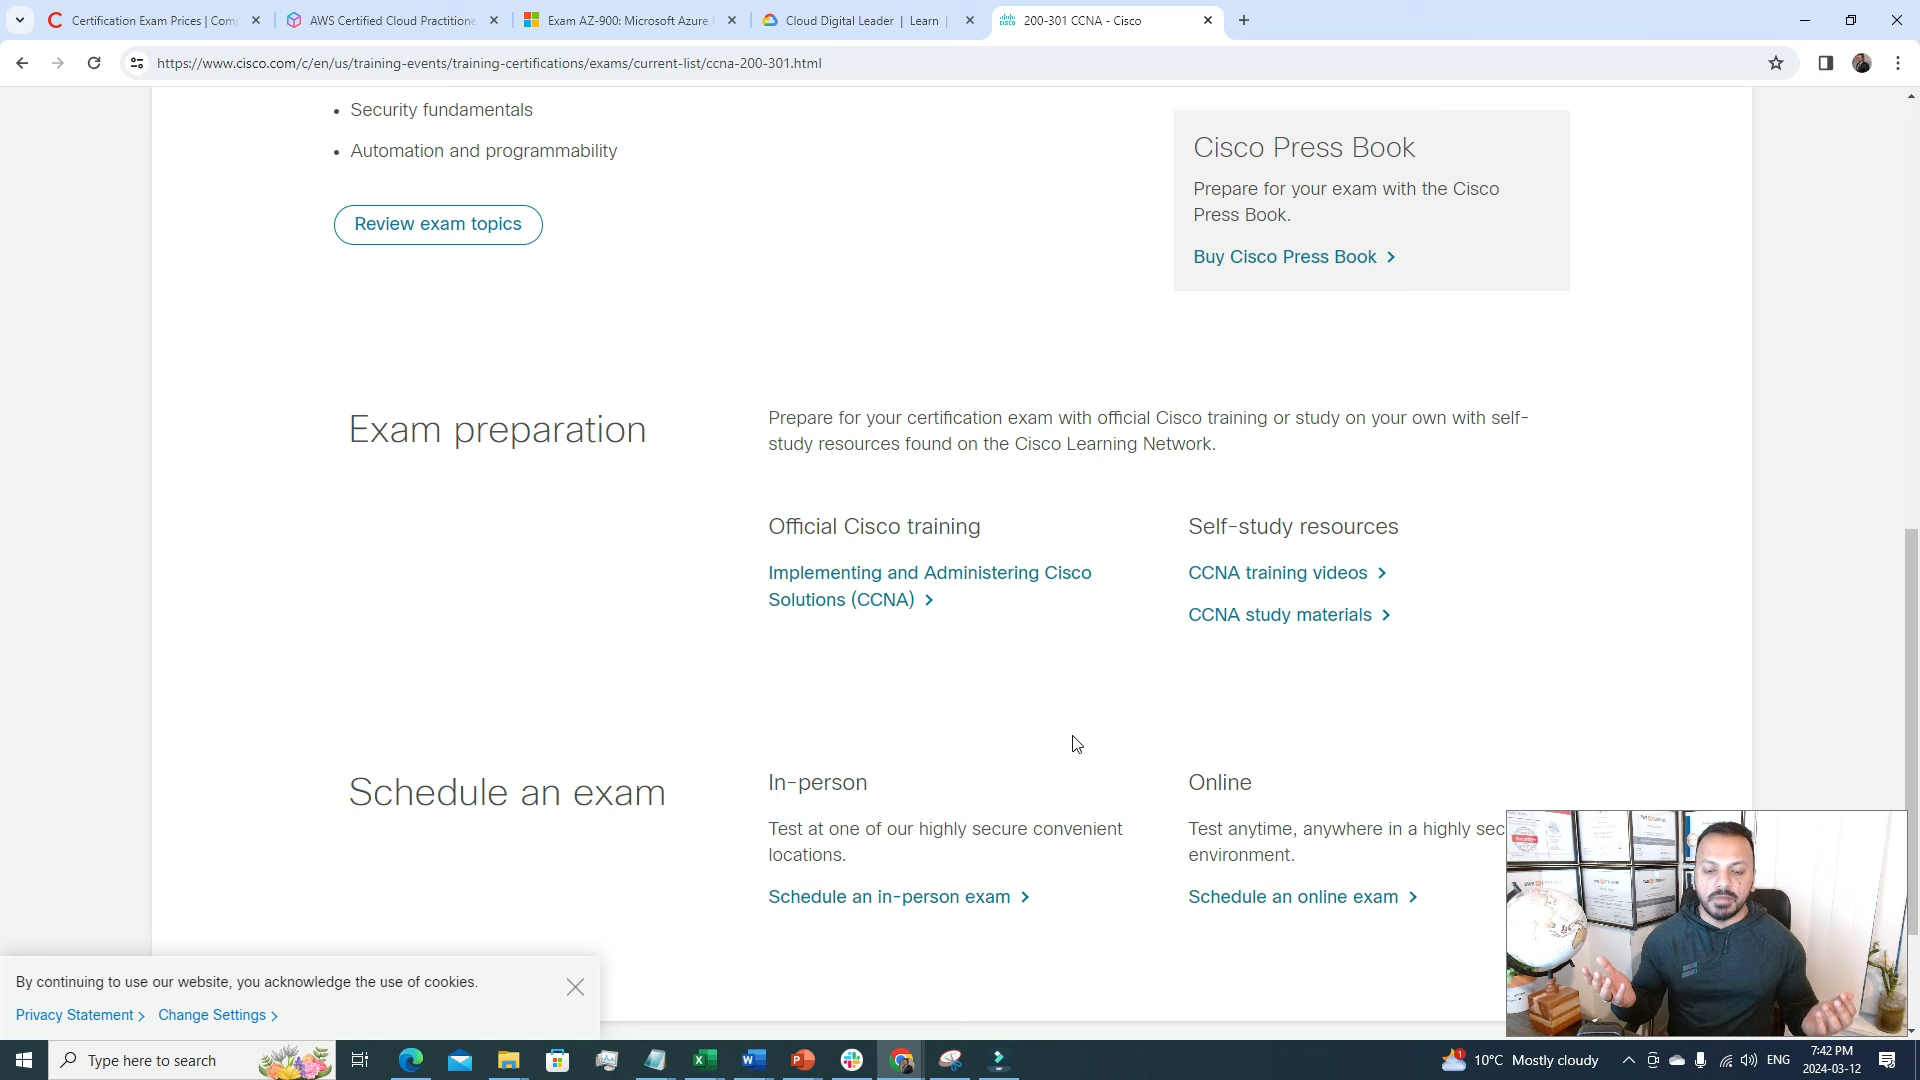 Certification Exam Prices | Com
AWS Certified Cloud Practitione
Exam AZ-900: Microsoft Azure
Cloud Digital Leader | Learn |
200-301 CCNA - Cisco
https://www.cisco.com/c/en/us/training-events/training-certifications/exams/current-list/ccna-200-301.html
• Security fundamentals
• Automation and programmability
Review exam topics
Cisco Press Book
Prepare for your exam with the Cisco
Press Book.
Buy Cisco Press Book
Exam preparation
Prepare for your certification exam with official Cisco training or study on your own with self-
study resources found on the Cisco Learning Network.
Official Cisco training
Implementing and Administering Cisco
Solutions (CCNA)
Self-study resources
CCNA training videos
CCNA study materials
Schedule an exam
In-person
Test at one of our highly secure convenient
locations.
Schedule an in-person exam
Online
Test anytime, anywhere in a highly sec
environment.
Schedule an online exam
By continuing to use our website, you acknowledge the use of cookies.
Privacy Statement
Change Settings
Type here to search
1
10°C Mostly cloudy
ENG
7:42 PM
2024-03-12